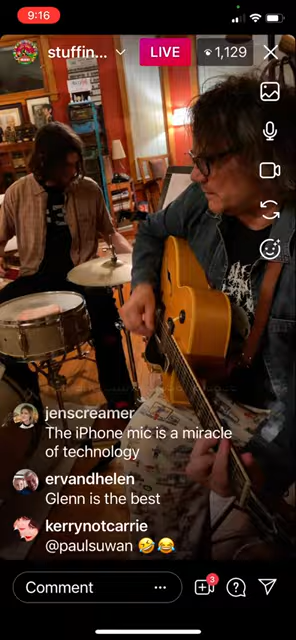 9:16
stuffin...
LIVE
1,129
jenscreamer
The iPhone mic is a miracle
of technology
ervandhelen
Glenn is the best
kerrynotcarrie
@paulsuwan 🤣😂
Comment
3